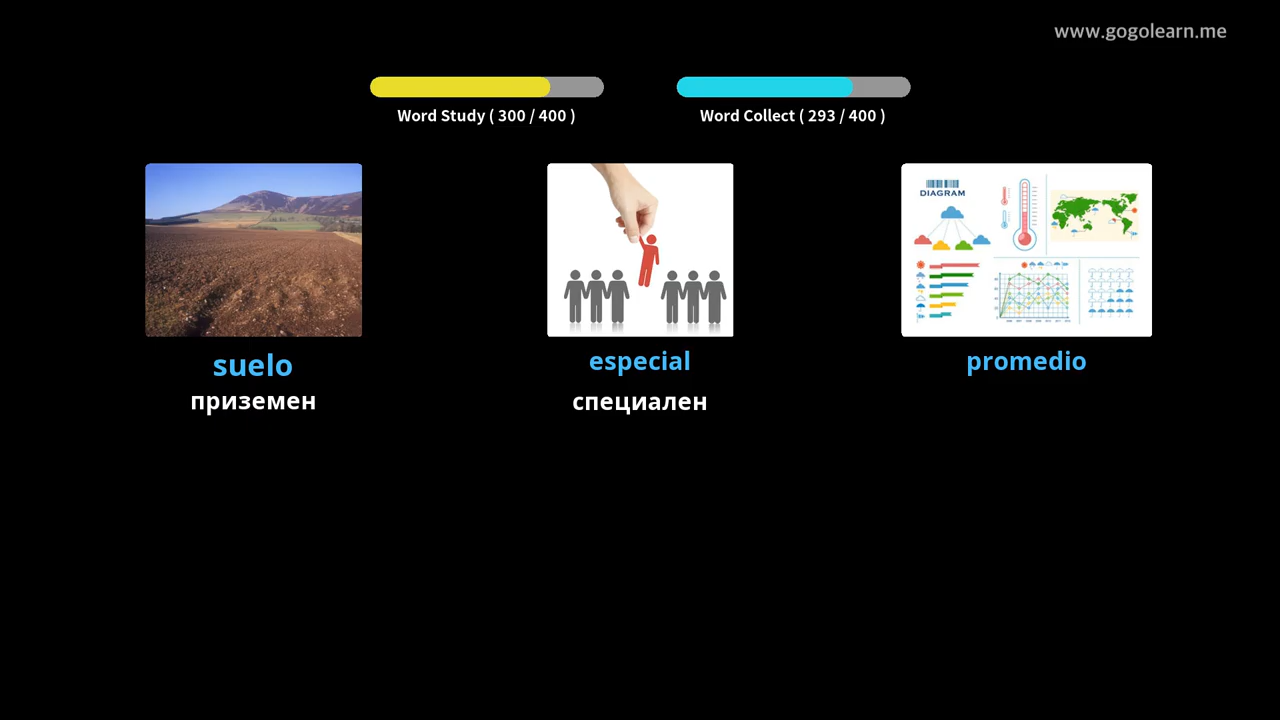 www.gogolearn.me
Word Study ( 300 / 400 )
Word Collect ( 293 / 400 )
DIAGRAM
suelo
especial
promedio
приземен
специален